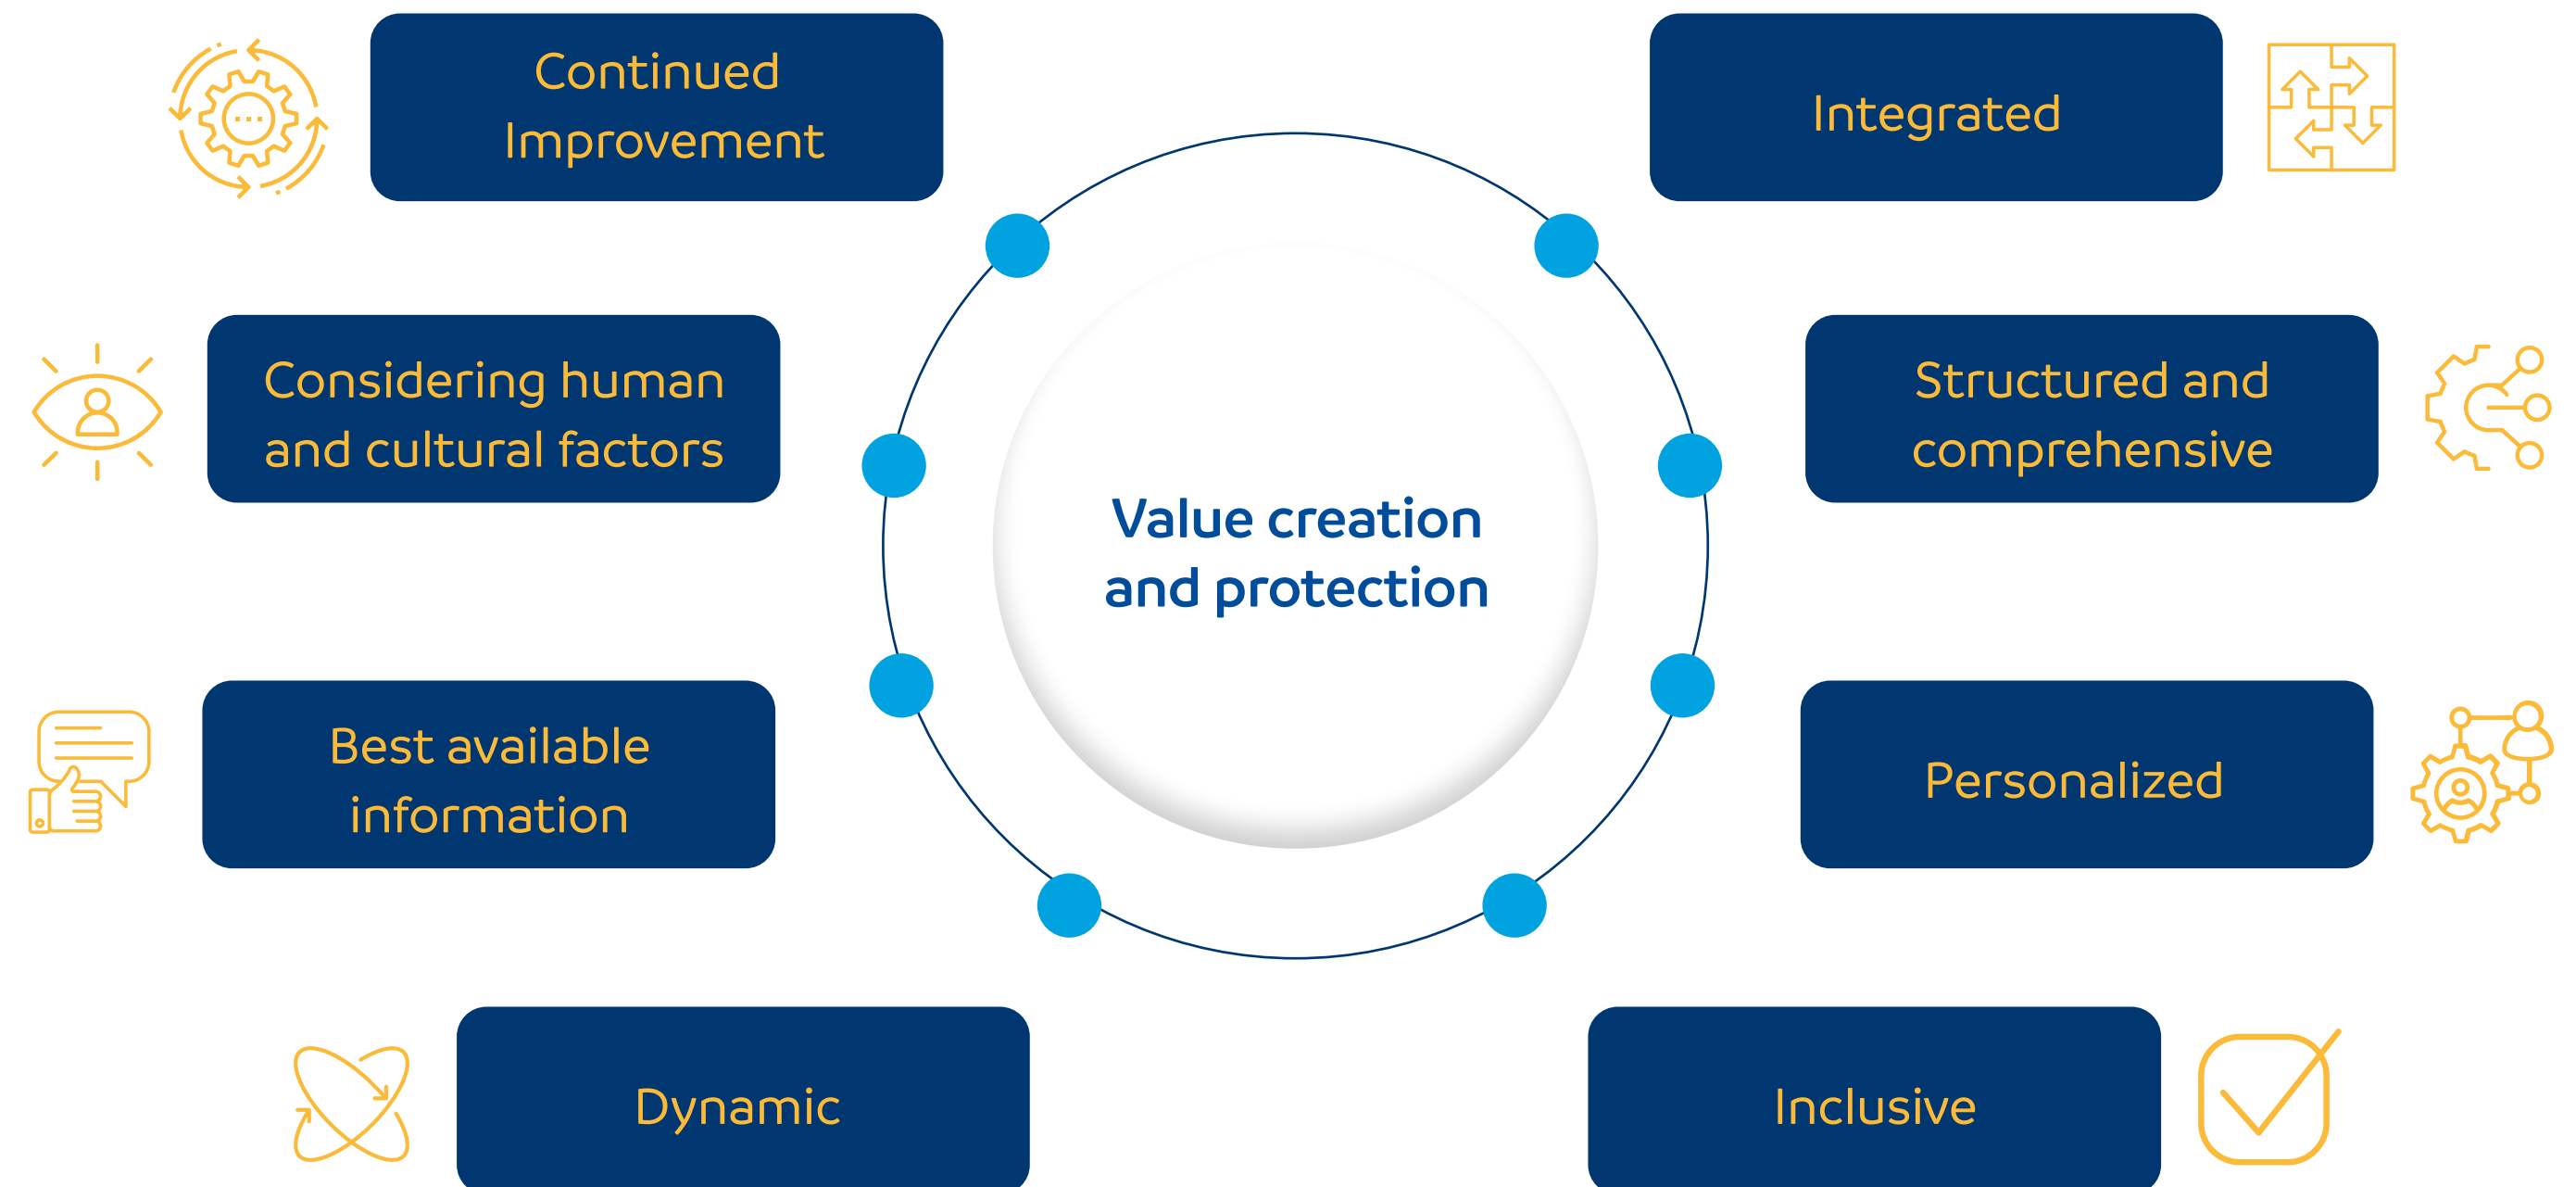 Continued
Improvement
Integrated
Considering human
and cultural factors
Structured and
comprehensive
Value creation
and protection
Best available
information
Personalized
Dynamic
Inclusive